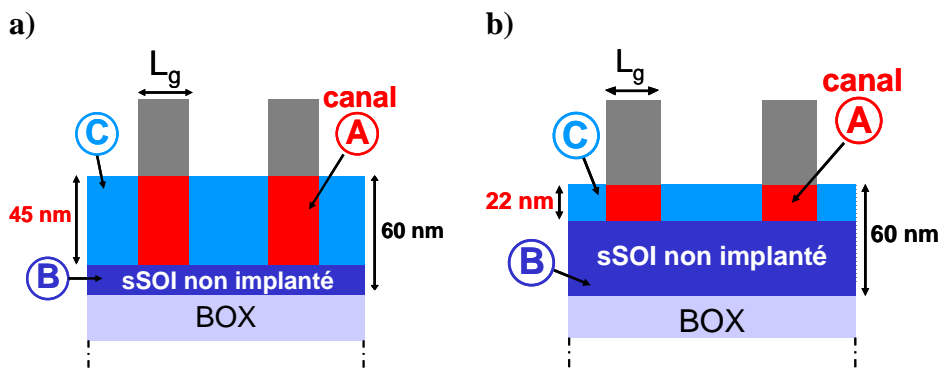 a)
Lg
canal
A
C
45 nm
60 nm
B
sSOI non implanté
BOX
b)
Lg
canal
A
C
22 nm
60 nm
B
sSOI non implanté
BOX